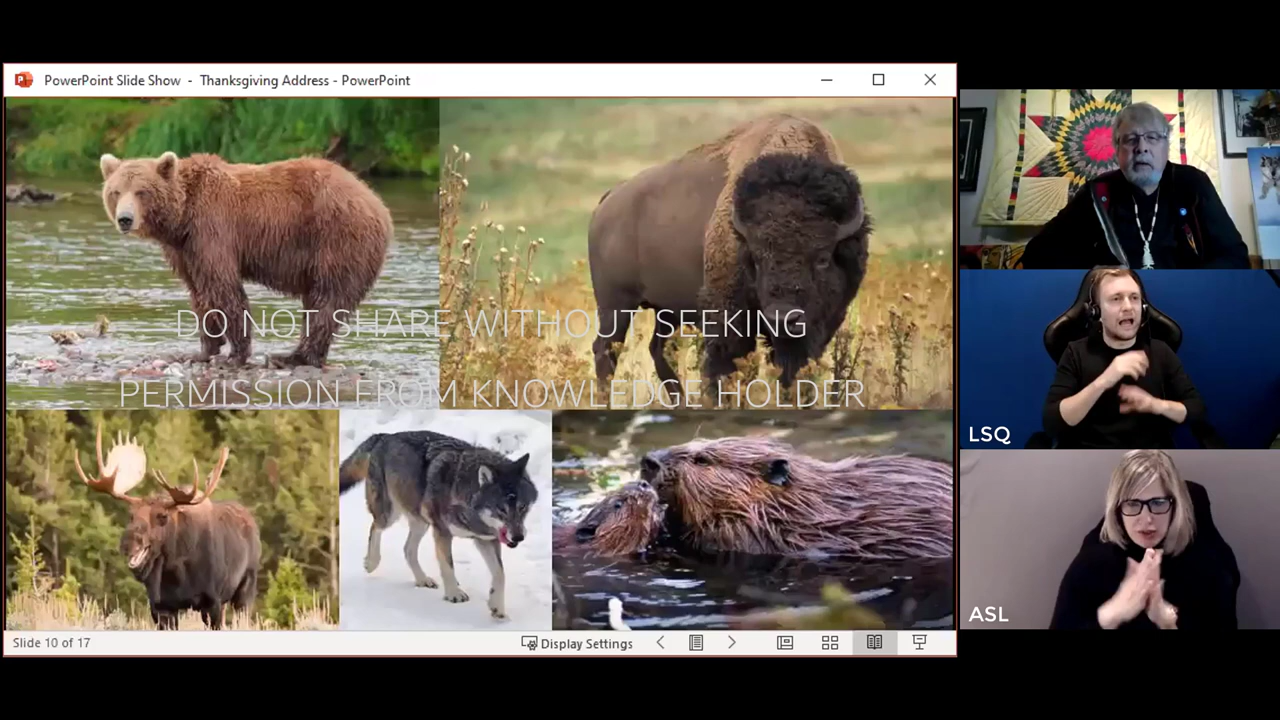 PowerPoint Slide Show - Thanksgiving Address - PowerPoint
DO NOT SHARE WITHOUT SEEKING
PERMISSION FROM KNOWLEDGE HOLDER
Slide 10 of 17
Display Settings
LSQ
ASL